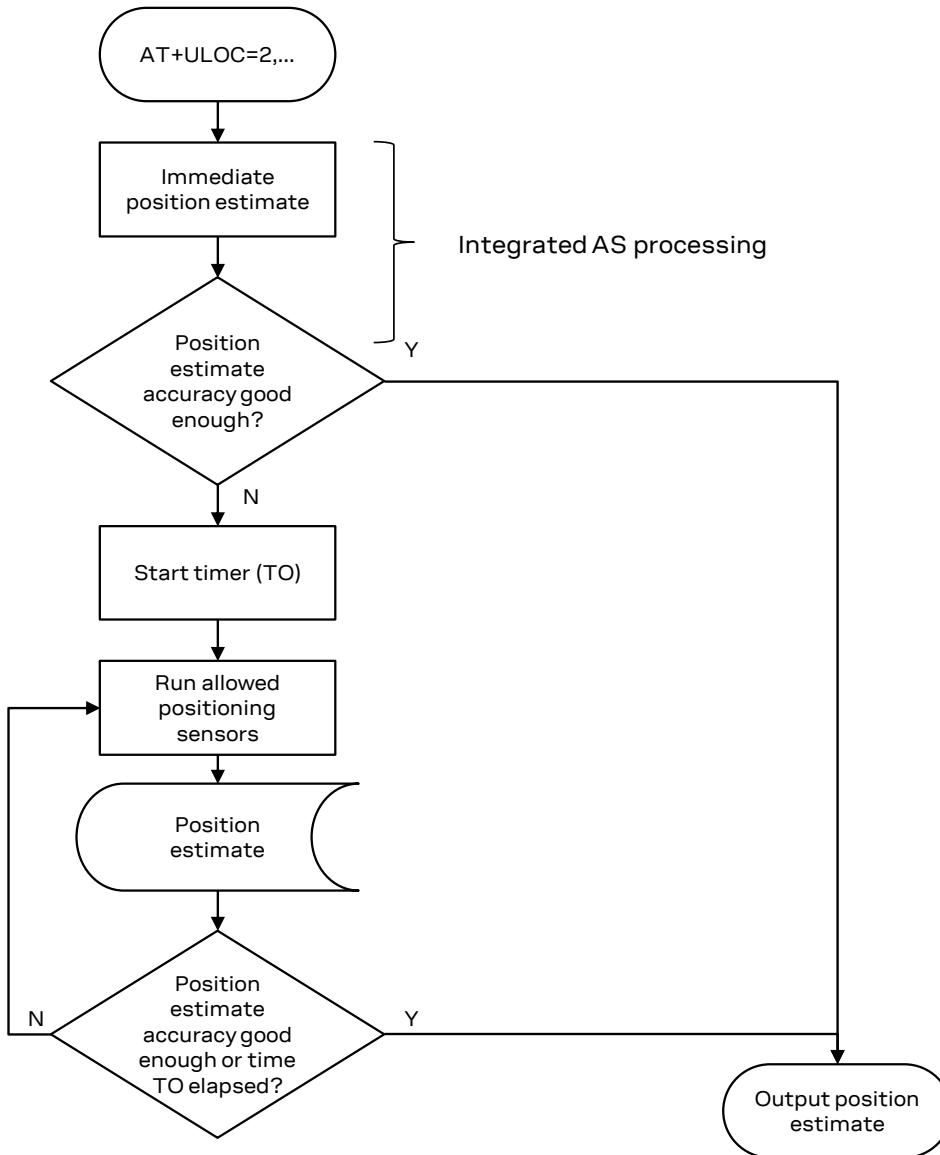 AT+ULOC=2,...
Immediate
position estimate
Integrated AS processing
Position
estimate
accuracy good
enough?
Y
N
Start timer (TO)
Run allowed
positioning
sensors
Position
estimate
Position
estimate
accuracy good
enough or time
TO elapsed?
N
Y
Output position
estimate